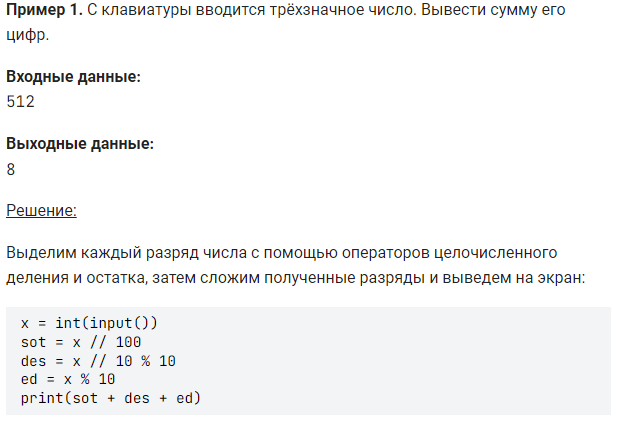 Пример 1. С клавиатуры вводится трёхзначное число. Вывести сумму его
цифр.
Входные данные:
512
Выходные данные:
8
Решение:
Выделим каждый разряд числа с помощью операторов целочисленного
деления и остатка, затем сложим полученные разряды и выведем на экран:
x = int(input())
sot = x // 100
des = x // 10 % 10
ed = x % 10
print(sot + des + ed)